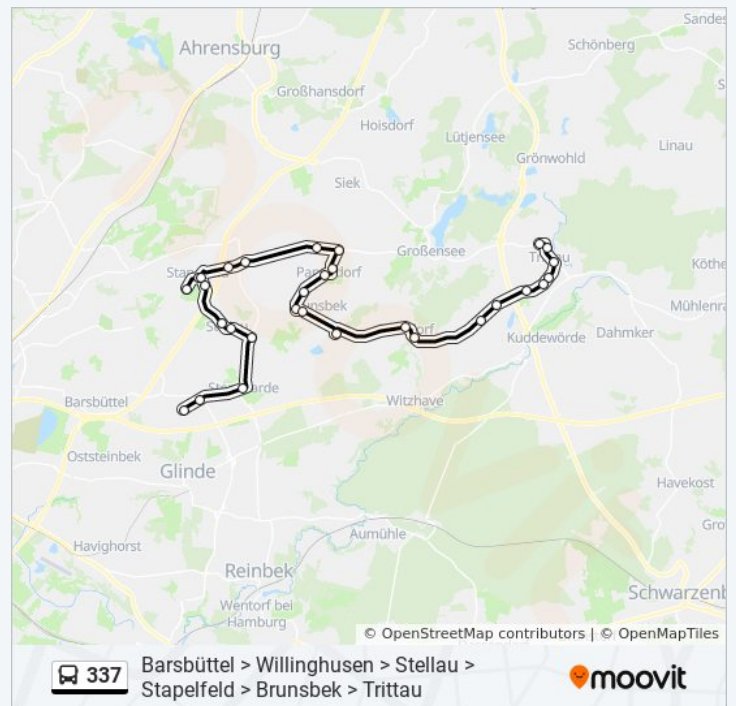 Sandes
Schönberg
Ahrensburg
Großhansdorf
Hoisdorf
Lütjensee
Grönwohld
Linau
Siek
Großensee
Köthe
Mühlenra
Dahmker
Kuddewörde
Barsbüttel
Witzhave
Oststeinbek
Glinde
Havekost
Gro
Aumühle
Havighorst
Reinbek
Schwarzenb
Wentorf bei
Hamburg
© OpenStreetMap contributors | © OpenMapTiles
337
Barsbüttel > Willinghusen > Stellau >
Stapelfeld > Brunsbek > Trittau
moovit